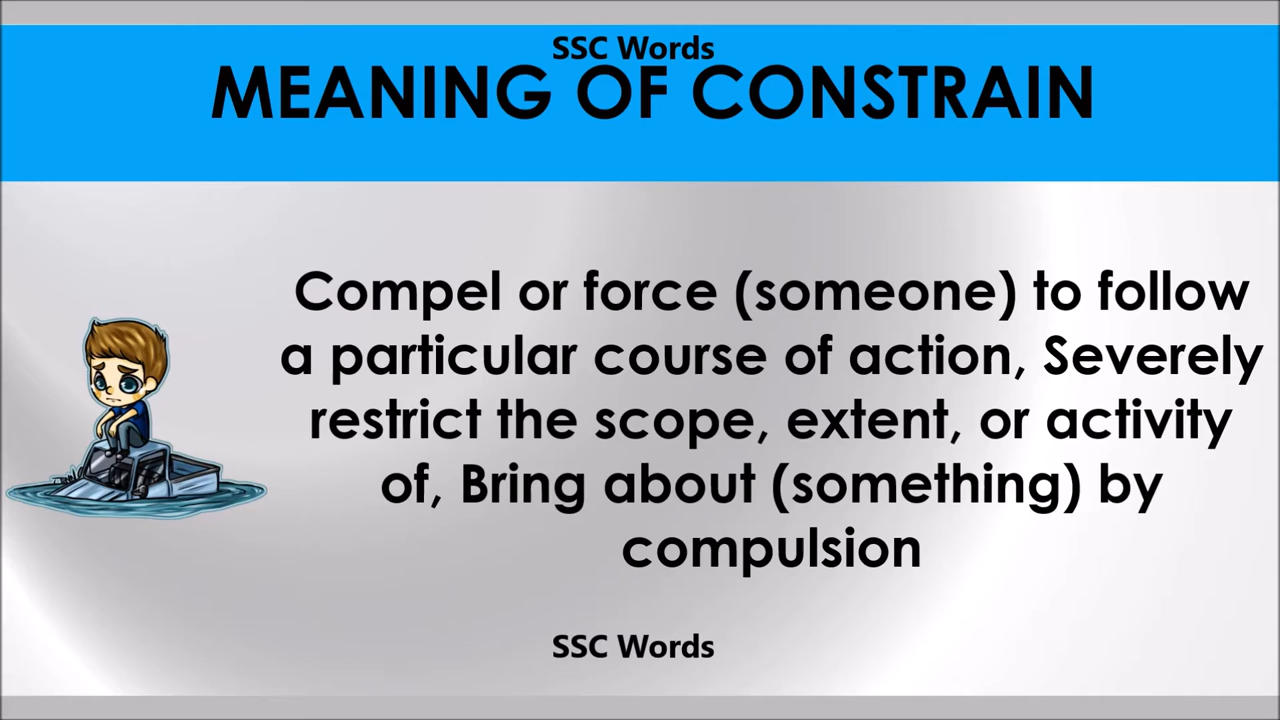 SSC Words
MEANING OF CONSTRAIN
Compel or force (someone) to follow
a particular course of action, Severely
restrict the scope, extent, or activity
of, Bring about (something) by
compulsion
SSC Words